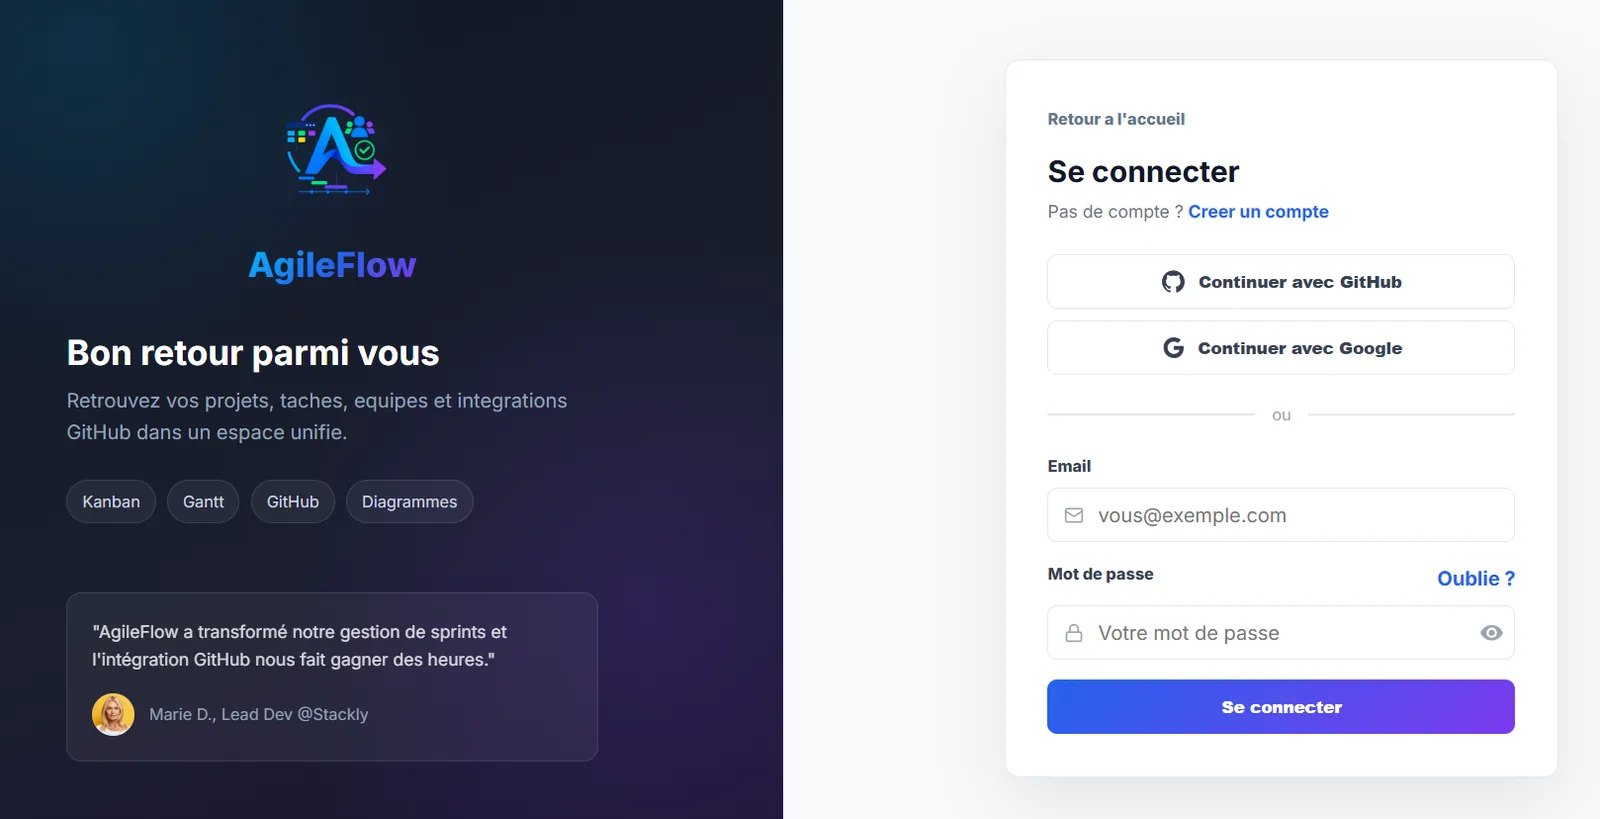 AgileFlow
Bon retour parmi vous
Retrouvez vos projets, taches, equipes et integrations
GitHub dans un espace unifie.
Kanban
Gantt
GitHub
Diagrammes
"AgileFlow a transformé notre gestion de sprints et
l'intégration GitHub nous fait gagner des heures."
Marie D., Lead Dev @Stackly
Retour a l'accueil
Se connecter
Pas de compte ? Creer un compte
Continuer avec GitHub
Continuer avec Google
ou
Email
vous@exemple.com
Mot de passe
Oublie ?
Votre mot de passe
Se connecter